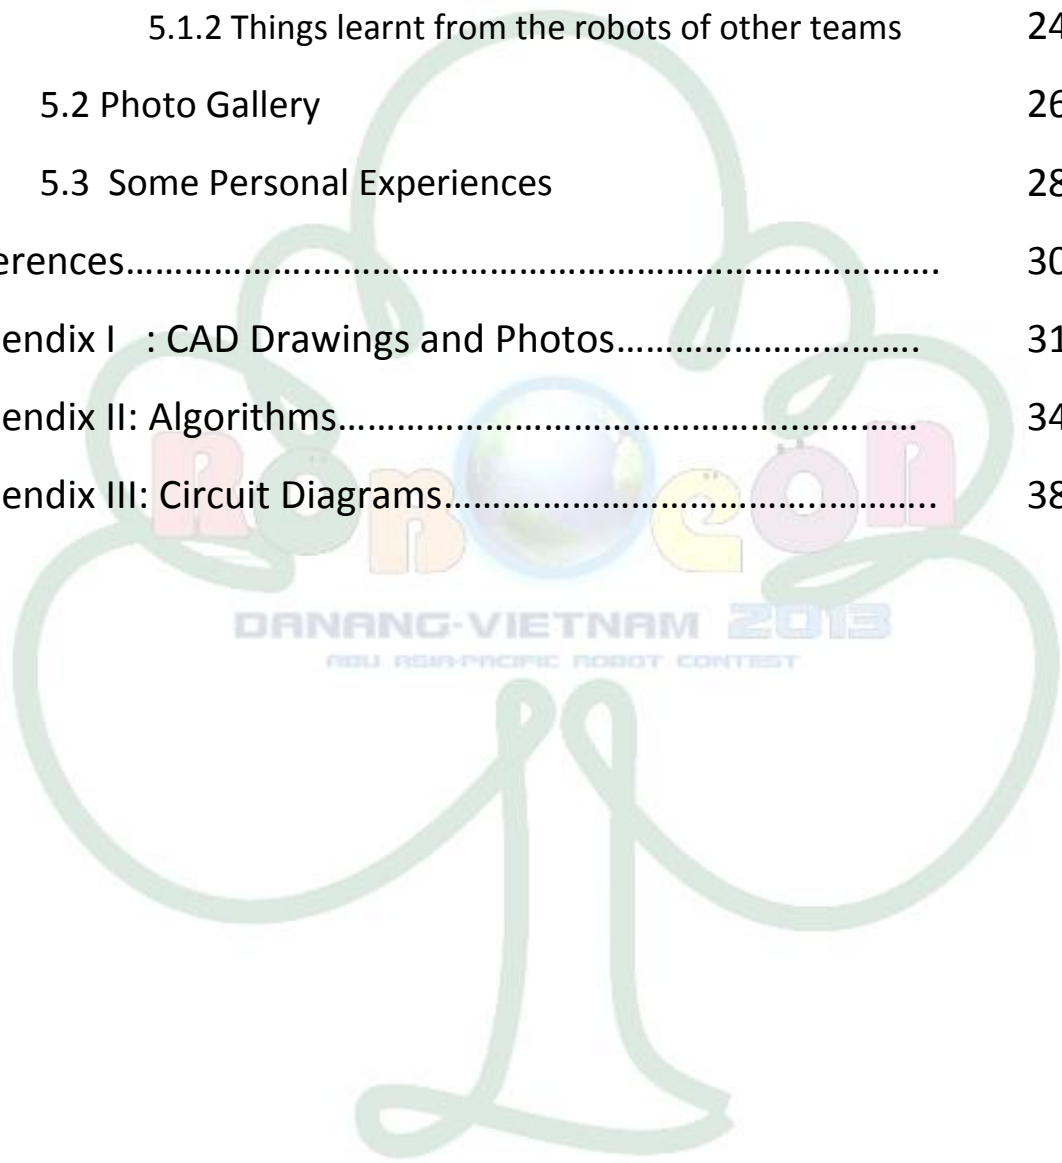 5.1.2 Things learnt from the robots of other teams 24
5.2 Photo Gallery 26
5.3 Some Personal Experiences 28
erences……………………………………………………………………. 30
endix I : CAD Drawings and Photos…………………………. 31
endix II: Algorithms………………………………………………… 34
endix III: Circuit Diagrams……………………………………….. 38
ROBOCON
DANANG-VIETNAM 2013
ABU ASIA-PACIFIC ROBOT CONTEST